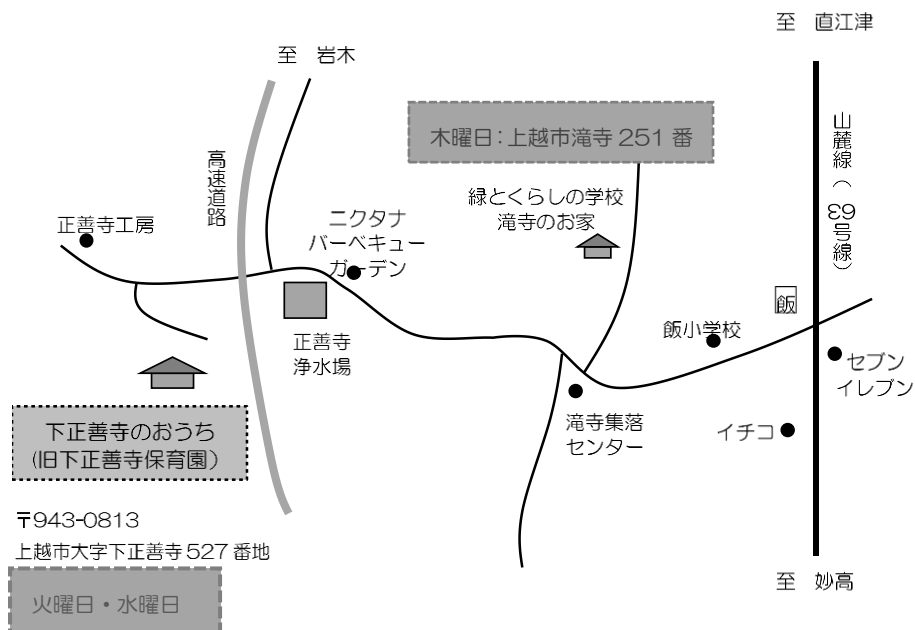 至　直江津
至　岩木
山麓線（63号線）
木曜日：上越市滝寺 251 番
高速道路
緑とくらしの学校
滝寺のお家
正善寺工房
ニクタナ
バーベキュー
ガーデン
飯
飯小学校
正善寺
浄水場
セブン
イレブン
滝寺集落
センター
イチコ
下正善寺のおうち
(旧下正善寺保育園）
〒943-0813
上越市大字下正善寺 527 番地
至　妙高
火曜日・水曜日